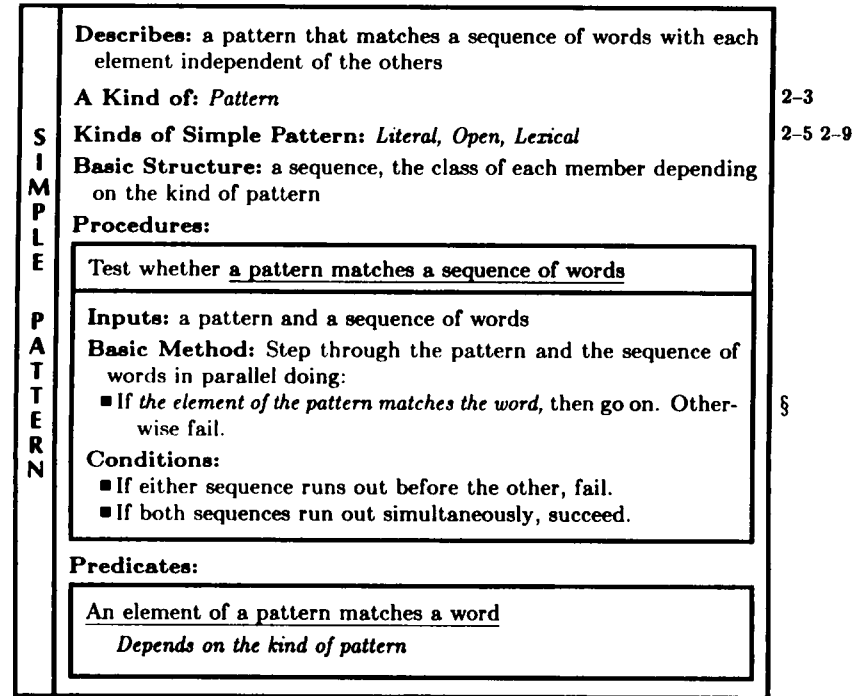 SIMPLE PATTERN
Describes: a pattern that matches a sequence of words with each
element independent of the others
A Kind of: Pattern 2–3
Kinds of Simple Pattern: Literal, Open, Lexical 2–5 2–9
Basic Structure: a sequence, the class of each member depending
on the kind of pattern
Procedures:
Test whether a pattern matches a sequence of words
Inputs: a pattern and a sequence of words
Basic Method: Step through the pattern and the sequence of
words in parallel doing:
■ If the element of the pattern matches the word, then go on. Other- §
wise fail.
Conditions:
■ If either sequence runs out before the other, fail.
■ If both sequences run out simultaneously, succeed.
Predicates:
An element of a pattern matches a word
Depends on the kind of pattern